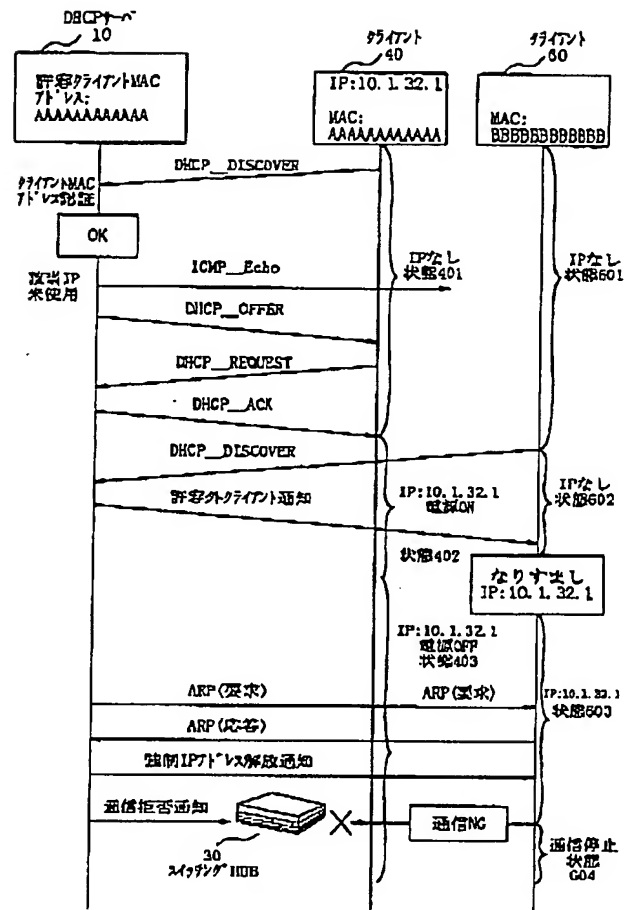 DHCPサーバ
10
クライアント
40
クライアント
60
許容クライアントMAC
アドレス:
AAAAAAAAAAAA
IP:10.1.32.1
MAC:
AAAAAAAAAAAA
MAC:
BBBBBBBBBBBB
DHCP__DISCOVER
クライアントMAC
アドレス認証
OK
IPなし
状態401
IPなし
状態601
該当IP
未使用
ICMP__Echo
DHCP__OFFER
DHCP__REQUEST
DHCP__ACK
DHCP__DISCOVER
許容外クライアント通知
IP:10.1.32.1
電源ON
状態402
IPなし
状態602
なりすまし
IP:10.1.32.1
IP:10.1.32.1
電源OFF
状態403
ARP(要求)
ARP(要求)
IP:10.1.32.1
状態603
ARP(応答)
強制IPアドレス解放通知
通信拒否通知
30
スイッチングHUB
通信NG
通信停止
状態
604